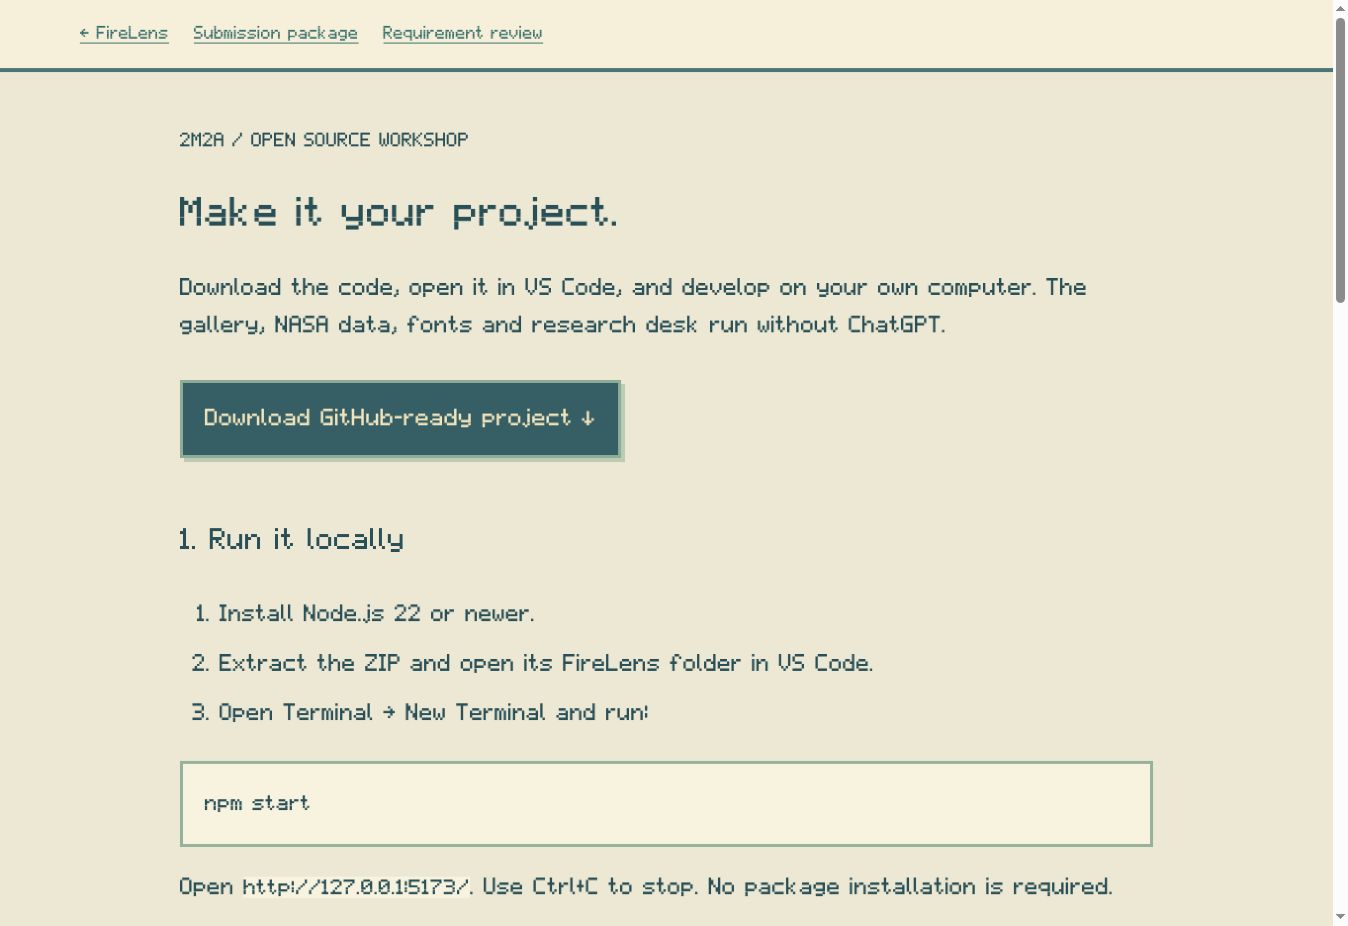 ← FireLens Submission package Requirement review
2M2A / OPEN SOURCE WORKSHOP
Make it your project.
Download the code, open it in VS Code, and develop on your own computer. The
gallery, NASA data, fonts and research desk run without ChatGPT.
Download GitHub-ready project ↓
1. Run it locally
1. Install Node.js 22 or newer.
2. Extract the ZIP and open its FireLens folder in VS Code.
3. Open Terminal → New Terminal and run:
npm start
Open http://127.0.0.1:5173/. Use Ctrl+C to stop. No package installation is required.